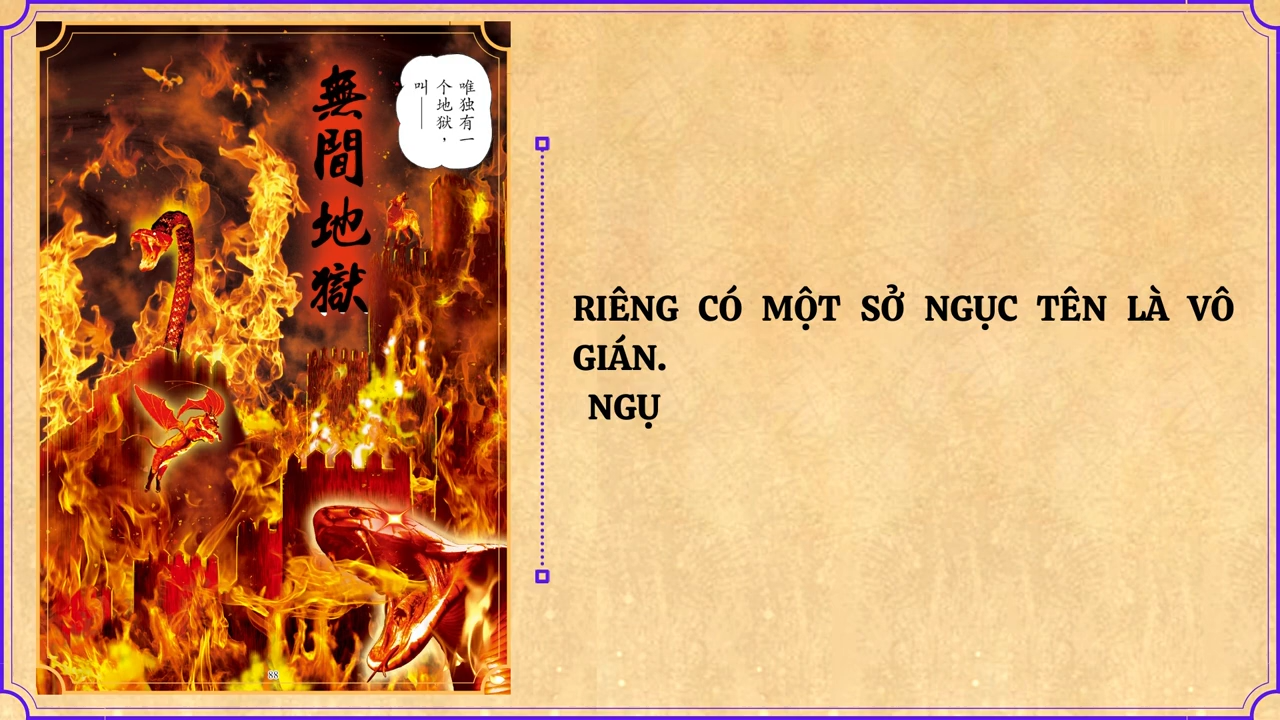 唯独有一
个地狱，
叫——
無間地獄
88
RIÊNG CÓ MỘT SỞ NGỤC TÊN LÀ VÔ
GIÁN.
NGỤ